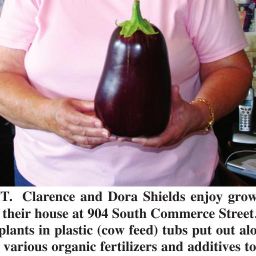 T. Clarence and Dora Shields enjoy grow
their house at 904 South Commerce Street.
plants in plastic (cow feed) tubs put out alo
various organic fertilizers and additives to